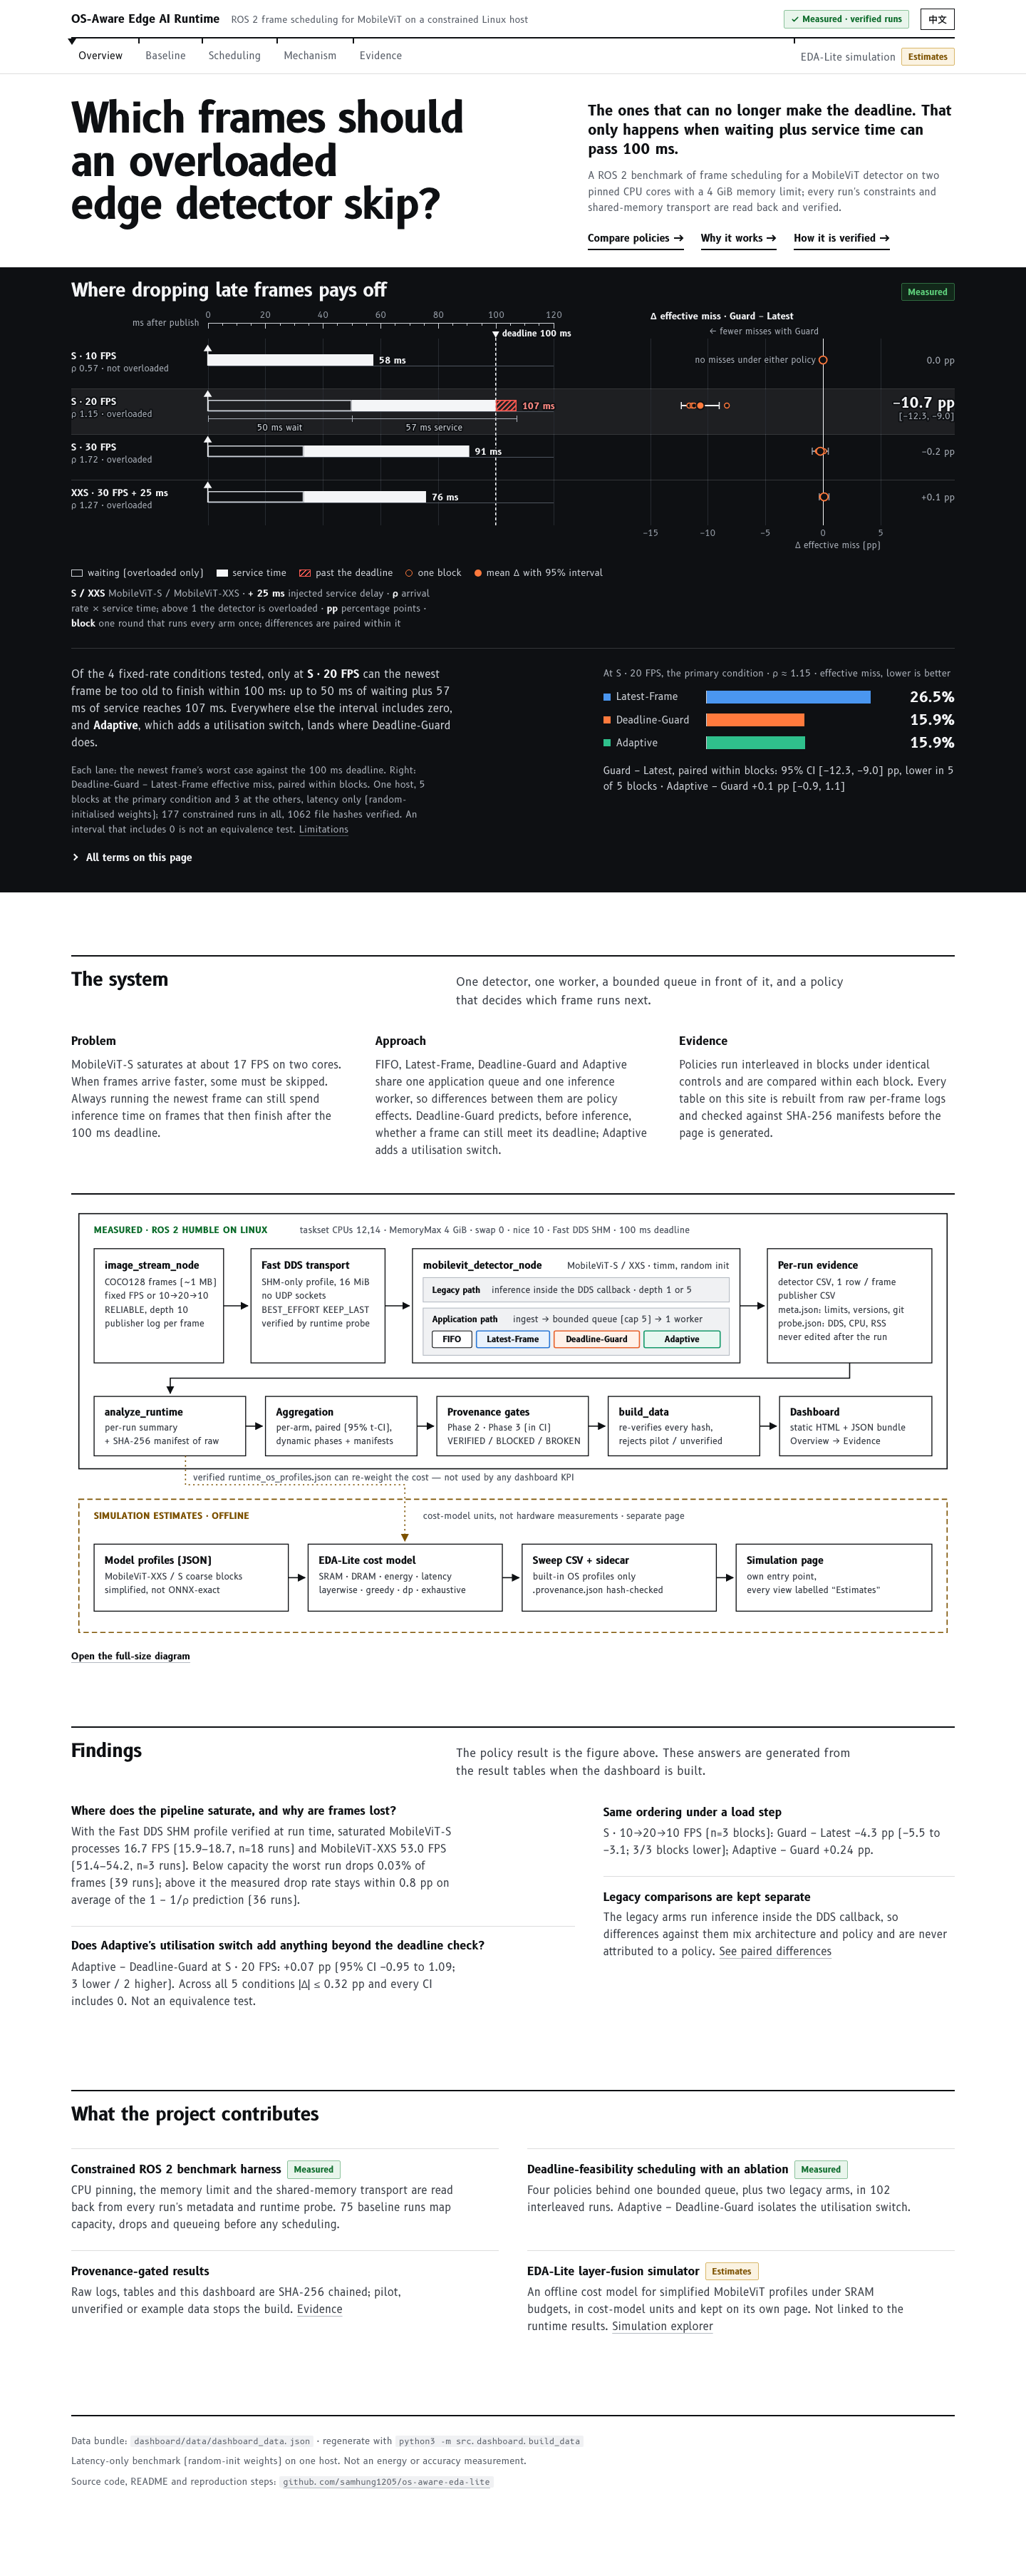 OS-Aware Edge AI Runtime
ROS 2 frame scheduling for MobileViT on a constrained Linux host
✓ Measured · verified runs
中文
Overview
Baseline
Scheduling
Mechanism
Evidence
EDA-Lite simulation
Estimates
Which frames should
an overloaded
edge detector skip?
The ones that can no longer make the deadline. That
only happens when waiting plus service time can
pass 100 ms.
A ROS 2 benchmark of frame scheduling for a MobileViT detector on two
pinned CPU cores with a 4 GiB memory limit; every run's constraints and
shared-memory transport are read back and verified.
Compare policies →
Why it works →
How it is verified →
Where dropping late frames pays off
Measured
ms after publish
0 20 40 60 80 100 120
deadline 100 ms
Δ effective miss · Guard – Latest
← fewer misses with Guard
S · 10 FPS
ρ 0.57 · not overloaded
58 ms
no misses under either policy
0.0 pp
S · 20 FPS
ρ 1.15 · overloaded
107 ms
50 ms wait
57 ms service
−10.7 pp
[−12.3, −9.0]
S · 30 FPS
ρ 1.72 · overloaded
91 ms
−0.2 pp
XXS · 30 FPS + 25 ms
ρ 1.27 · overloaded
76 ms
+0.1 pp
−15 −10 −5 0 5
Δ effective miss [pp]
waiting [overloaded only]
service time
past the deadline
one block
mean Δ with 95% interval
S / XXS MobileViT-S / MobileViT-XXS · + 25 ms injected service delay · ρ arrival
rate × service time; above 1 the detector is overloaded · pp percentage points ·
block one round that runs every arm once; differences are paired within it
Of the 4 fixed-rate conditions tested, only at S · 20 FPS can the newest
frame be too old to finish within 100 ms: up to 50 ms of waiting plus 57
ms of service reaches 107 ms. Everywhere else the interval includes zero,
and Adaptive, which adds a utilisation switch, lands where Deadline-Guard
does.
Each lane: the newest frame's worst case against the 100 ms deadline. Right:
Deadline-Guard – Latest-Frame effective miss, paired within blocks. One host, 5
blocks at the primary condition and 3 at the others, latency only [random-
initialised weights]; 177 constrained runs in all, 1062 file hashes verified. An
interval that includes 0 is not an equivalence test. Limitations
All terms on this page
At S · 20 FPS, the primary condition · ρ ≈ 1.15 · effective miss, lower is better
Latest-Frame
26.5%
Deadline-Guard
15.9%
Adaptive
15.9%
Guard – Latest, paired within blocks: 95% CI [−12.3, −9.0] pp, lower in 5
of 5 blocks · Adaptive – Guard +0.1 pp [−0.9, 1.1]
The system
One detector, one worker, a bounded queue in front of it, and a policy
that decides which frame runs next.
Problem
MobileViT-S saturates at about 17 FPS on two cores.
When frames arrive faster, some must be skipped.
Always running the newest frame can still spend
inference time on frames that then finish after the
100 ms deadline.
Approach
FIFO, Latest-Frame, Deadline-Guard and Adaptive
share one application queue and one inference
worker, so differences between them are policy
effects. Deadline-Guard predicts, before inference,
whether a frame can still meet its deadline; Adaptive
adds a utilisation switch.
Evidence
Policies run interleaved in blocks under identical
controls and are compared within each block. Every
table on this site is rebuilt from raw per-frame logs
and checked against SHA-256 manifests before the
page is generated.
MEASURED · ROS 2 HUMBLE ON LINUX
taskset CPUs 12,14 · MemoryMax 4 GiB · swap 0 · nice 10 · Fast DDS SHM · 100 ms deadline
image_stream_node
COCO128 frames [~1 MB]
fixed FPS or 10→20→10
RELIABLE, depth 10
publisher log per frame
Fast DDS transport
SHM-only profile, 16 MiB
no UDP sockets
BEST_EFFORT KEEP_LAST
verified by runtime probe
mobilevit_detector_node
MobileViT-S / XXS · timm, random init
Legacy path
inference inside the DDS callback · depth 1 or 5
Application path
ingest → bounded queue [cap 5] → 1 worker
FIFO
Latest-Frame
Deadline-Guard
Adaptive
Per-run evidence
detector CSV, 1 row / frame
publisher CSV
meta.json: limits, versions, git
probe.json: DDS, CPU, RSS
never edited after the run
analyze_runtime
per-run summary
+ SHA-256 manifest of raw
Aggregation
per-arm, paired [95% t-CI],
dynamic phases + manifests
Provenance gates
Phase 2 · Phase 3 [in CI]
VERIFIED / BLOCKED / BROKEN
build_data
re-verifies every hash,
rejects pilot / unverified
Dashboard
static HTML + JSON bundle
Overview → Evidence
verified runtime_os_profiles.json can re-weight the cost — not used by any dashboard KPI
SIMULATION ESTIMATES · OFFLINE
cost-model units, not hardware measurements · separate page
Model profiles [JSON]
MobileViT-XXS / S coarse blocks
simplified, not ONNX-exact
EDA-Lite cost model
SRAM · DRAM · energy · latency
layerwise · greedy · dp · exhaustive
Sweep CSV + sidecar
built-in OS profiles only
.provenance.json hash-checked
Simulation page
own entry point,
every view labelled "Estimates"
Open the full-size diagram
Findings
The policy result is the figure above. These answers are generated from
the result tables when the dashboard is built.
Where does the pipeline saturate, and why are frames lost?
With the Fast DDS SHM profile verified at run time, saturated MobileViT-S
processes 16.7 FPS [15.9–18.7, n=18 runs] and MobileViT-XXS 53.0 FPS
[51.4–54.2, n=3 runs]. Below capacity the worst run drops 0.03% of
frames [39 runs]; above it the measured drop rate stays within 0.8 pp on
average of the 1 − 1/ρ prediction [36 runs].
Does Adaptive's utilisation switch add anything beyond the deadline check?
Adaptive – Deadline-Guard at S · 20 FPS: +0.07 pp [95% CI −0.95 to 1.09;
3 lower / 2 higher]. Across all 5 conditions |Δ| ≤ 0.32 pp and every CI
includes 0. Not an equivalence test.
Same ordering under a load step
S · 10→20→10 FPS [n=3 blocks]: Guard – Latest −4.3 pp [−5.5 to
−3.1; 3/3 blocks lower]; Adaptive – Guard +0.24 pp.
Legacy comparisons are kept separate
The legacy arms run inference inside the DDS callback, so
differences against them mix architecture and policy and are never
attributed to a policy. See paired differences
What the project contributes
Constrained ROS 2 benchmark harness
Measured
CPU pinning, the memory limit and the shared-memory transport are read
back from every run's metadata and runtime probe. 75 baseline runs map
capacity, drops and queueing before any scheduling.
Deadline-feasibility scheduling with an ablation
Measured
Four policies behind one bounded queue, plus two legacy arms, in 102
interleaved runs. Adaptive – Deadline-Guard isolates the utilisation switch.
Provenance-gated results
Raw logs, tables and this dashboard are SHA-256 chained; pilot,
unverified or example data stops the build. Evidence
EDA-Lite layer-fusion simulator
Estimates
An offline cost model for simplified MobileViT profiles under SRAM
budgets, in cost-model units and kept on its own page. Not linked to the
runtime results. Simulation explorer
Data bundle: dashboard/data/dashboard_data.json · regenerate with python3 -m src.dashboard.build_data
Latency-only benchmark [random-init weights] on one host. Not an energy or accuracy measurement.
Source code, README and reproduction steps: github.com/samhung1205/os-aware-eda-lite